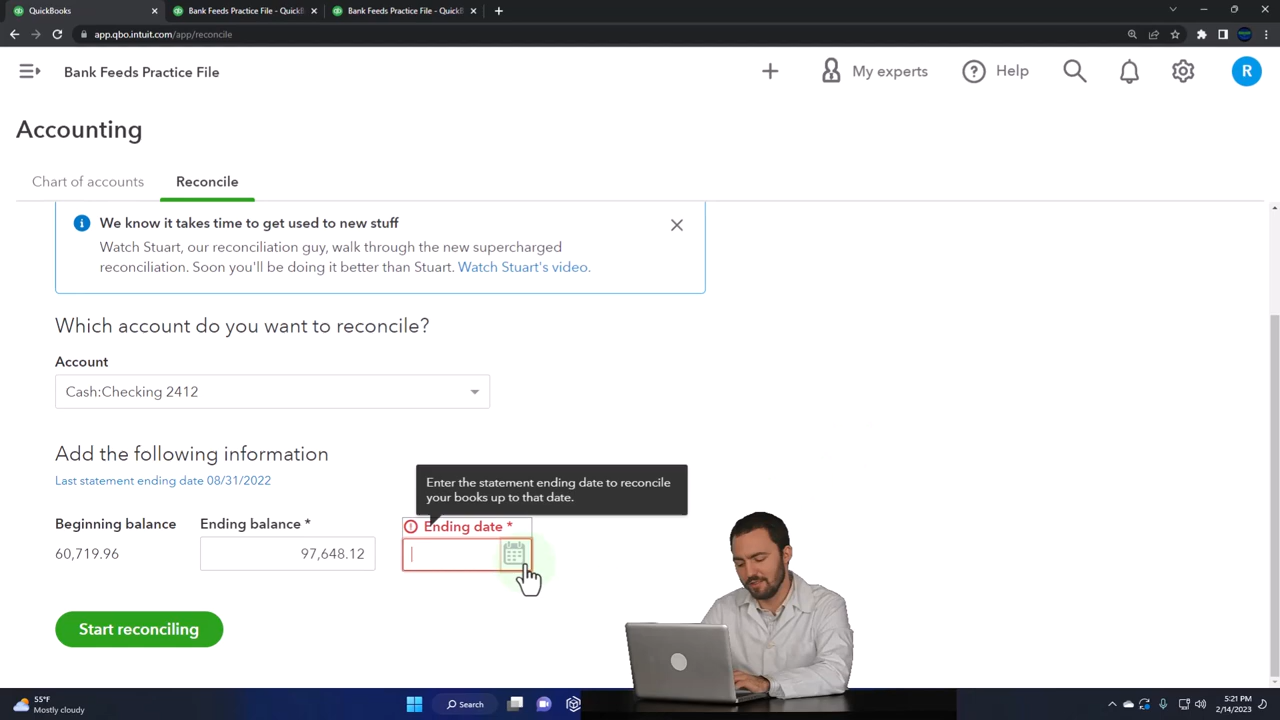 QuickBooks
Bank Feeds Practice File - QuickB
Bank Feeds Practice File - QuickB
app.qbo.intuit.com/app/reconcile
Bank Feeds Practice File
My experts
Help
R
Accounting
Chart of accounts
Reconcile
We know it takes time to get used to new stuff
Watch Stuart, our reconciliation guy, walk through the new supercharged
reconciliation. Soon you'll be doing it better than Stuart. Watch Stuart's video.
Which account do you want to reconcile?
Account
Cash:Checking 2412
Add the following information
Last statement ending date 08/31/2022
Enter the statement ending date to reconcile
your books up to that date.
Beginning balance
Ending balance *
Ending date *
60,719.96
97,648.12
Start reconciling
55°F
Mostly cloudy
Search
5:21 PM
2/14/2023